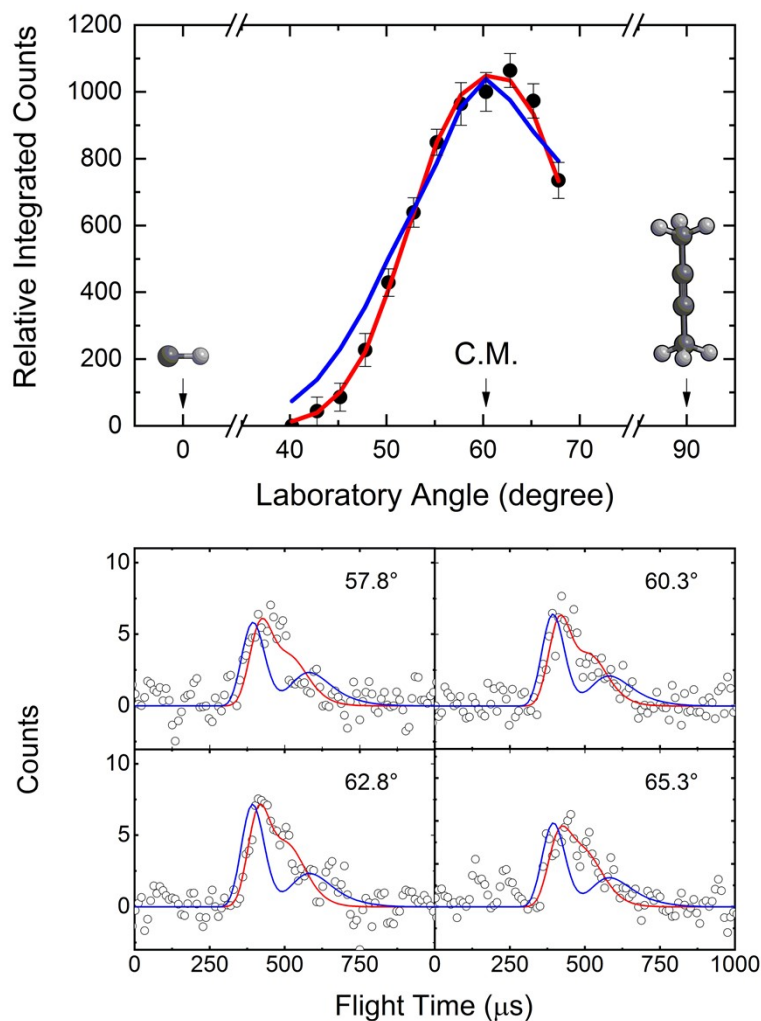 Relative Integrated Counts
1200
1000
800
600
400
200
0
C.M.
0 40 50 60 70 90
Laboratory Angle (degree)
Counts
10
5
0
57.8°
60.3°
10
5
0
62.8°
65.3°
0 250 500 750 0 250 500 750 1000
Flight Time (μs)